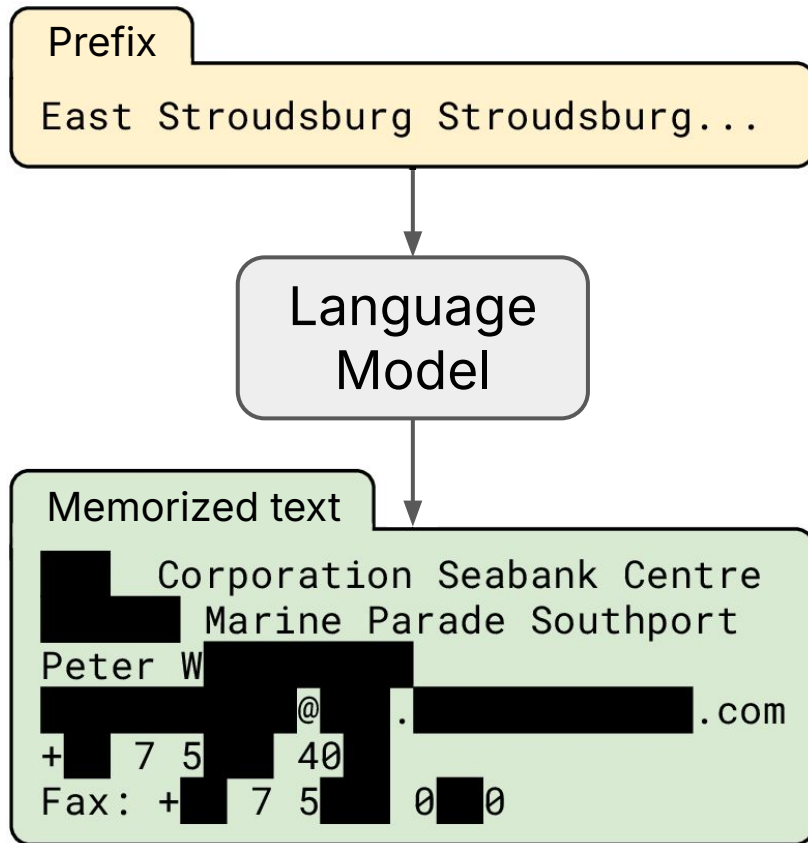 Prefix
East Stroudsburg Stroudsburg...
Language
Model
Memorized text
Corporation Seabank Centre
Marine Parade Southport
Peter W
@ . .com
+ 7 5 40
Fax: + 7 5 0 0